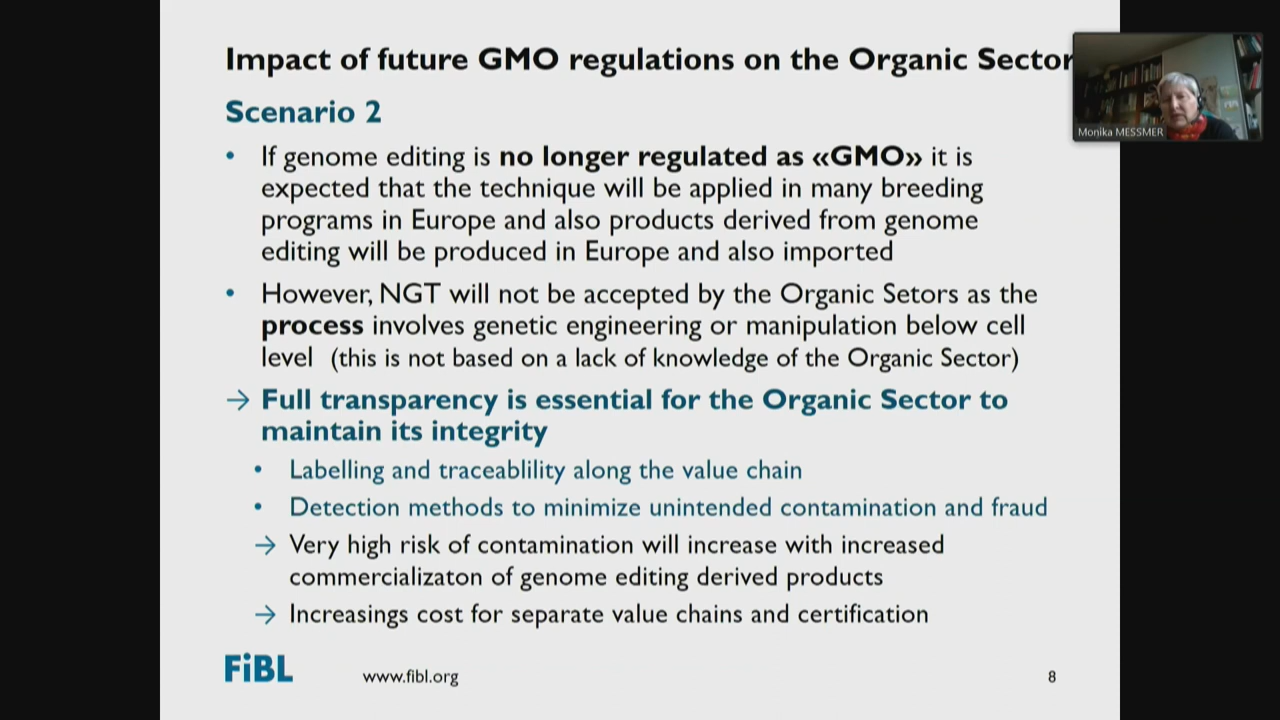 Impact of future GMO regulations on the Organic Sector
Scenario 2
• If genome editing is no longer regulated as «GMO» it is
expected that the technique will be applied in many breeding
programs in Europe and also products derived from genome
editing will be produced in Europe and also imported
• However, NGT will not be accepted by the Organic Setors as the
process involves genetic engineering or manipulation below cell
level (this is not based on a lack of knowledge of the Organic Sector)
→ Full transparency is essential for the Organic Sector to
maintain its integrity
• Labelling and traceablility along the value chain
• Detection methods to minimize unintended contamination and fraud
→ Very high risk of contamination will increase with increased
commercializaton of genome editing derived products
→ Increasings cost for separate value chains and certification
FiBL
www.fibl.org
8
Monika MESSMER